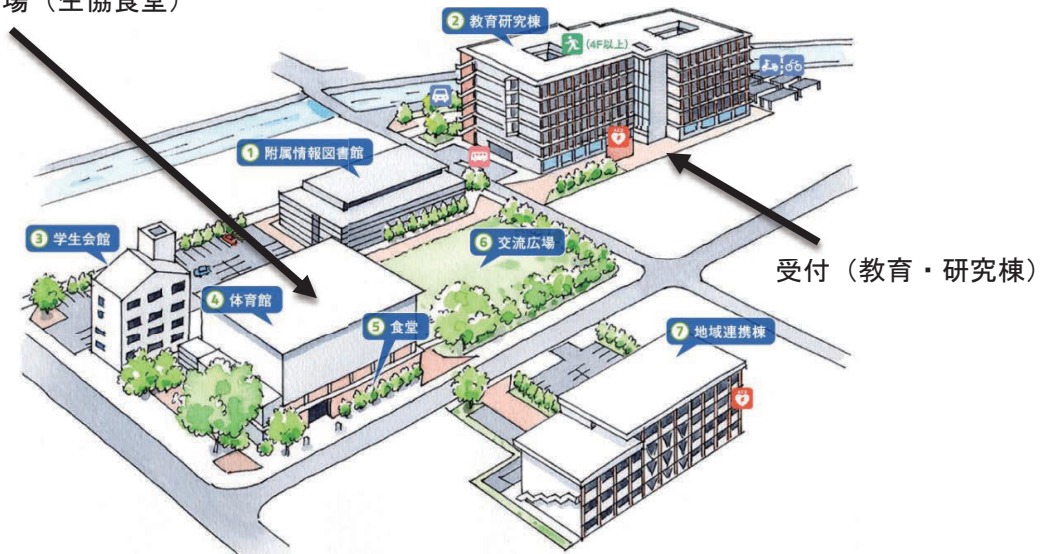 場（生協食堂）
② 教育研究棟
(4F以上)
AED
① 附属情報図書館
③ 学生会館
⑥ 交流広場
受付（教育・研究棟）
④ 体育館
⑤ 食堂
⑦ 地域連携棟
AED